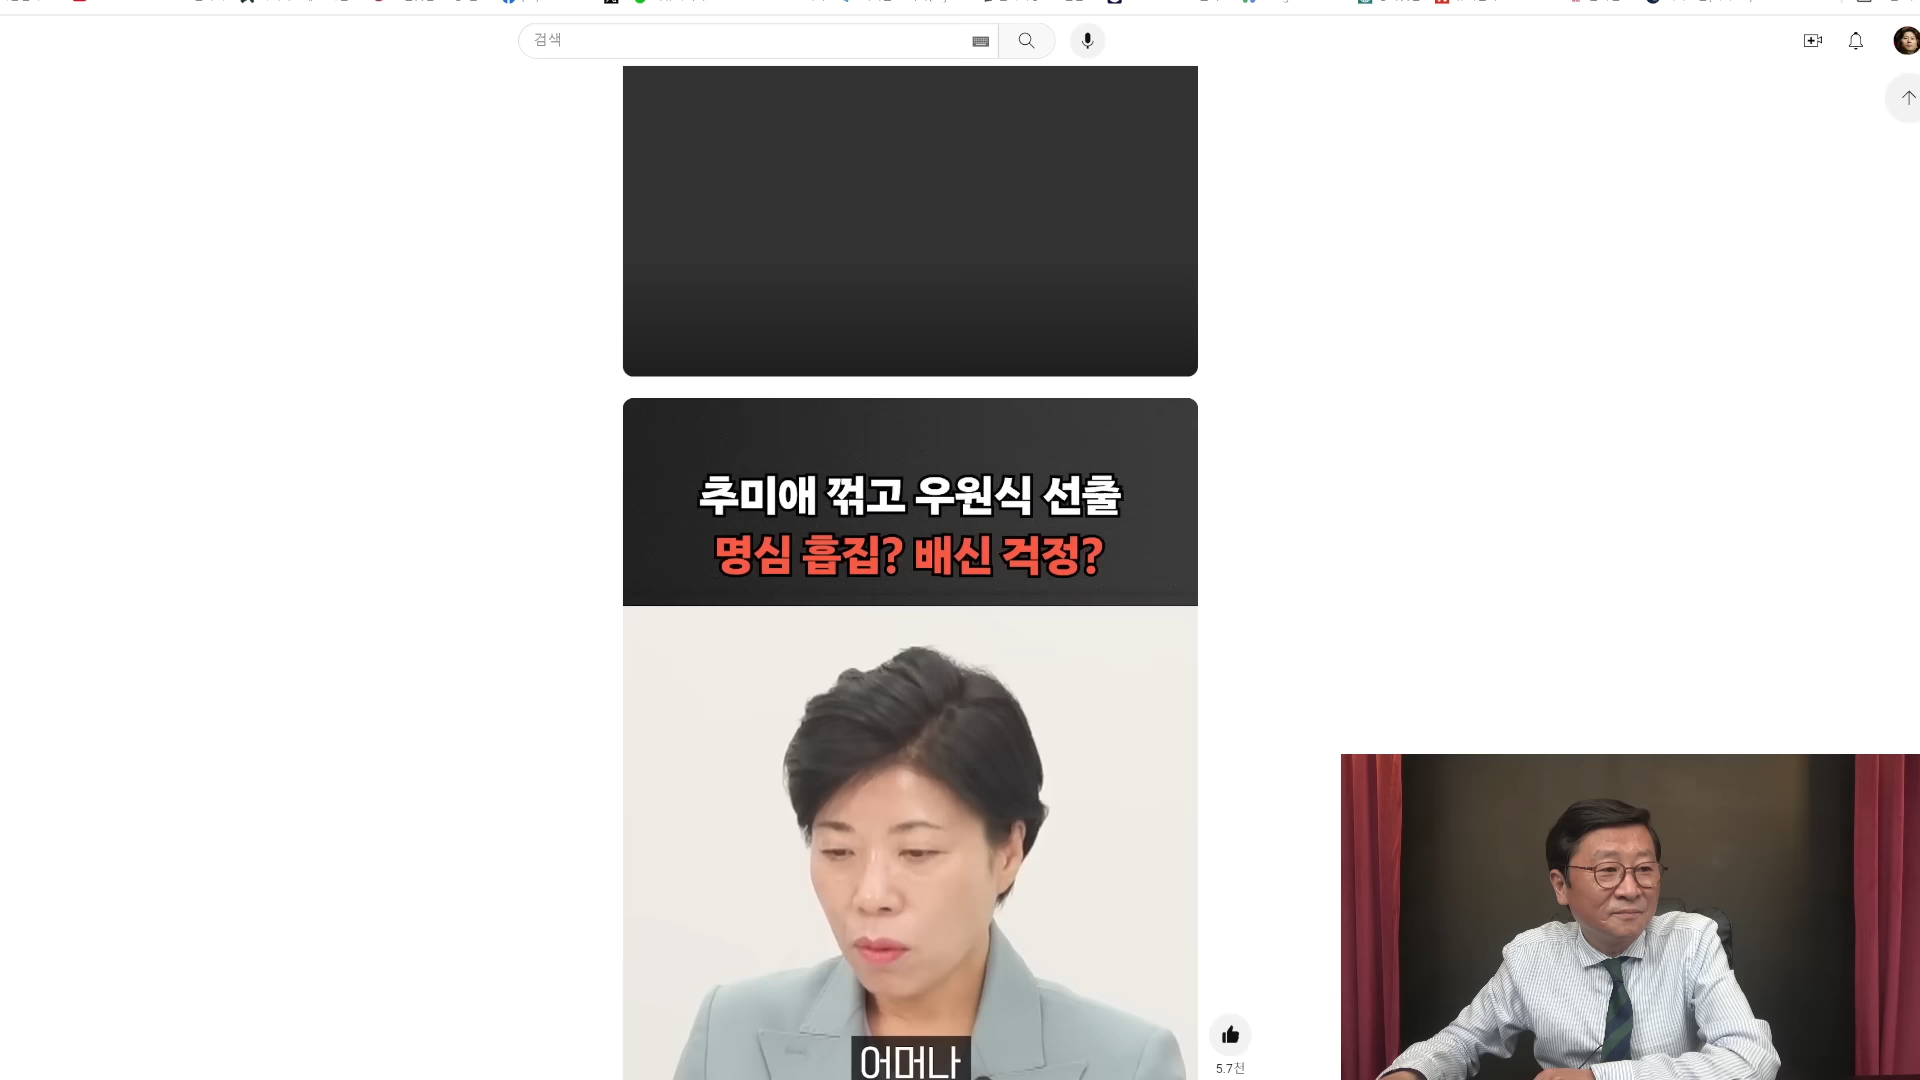 검색
추미애 꺾고 우원식 선출
명심 흡집? 배신 걱정?
어머나
5.7천